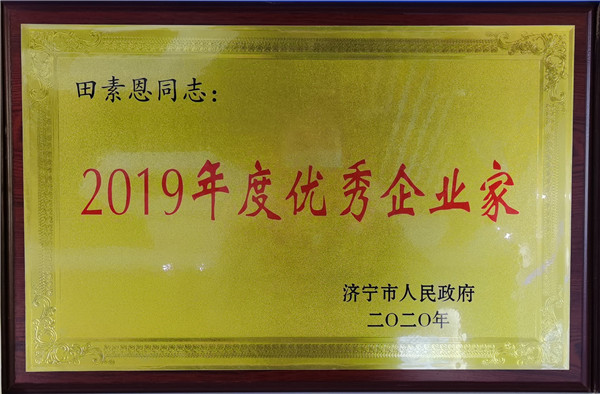 田素恩同志：
2019年度优秀企业家
济宁市人民政府
二〇二〇年